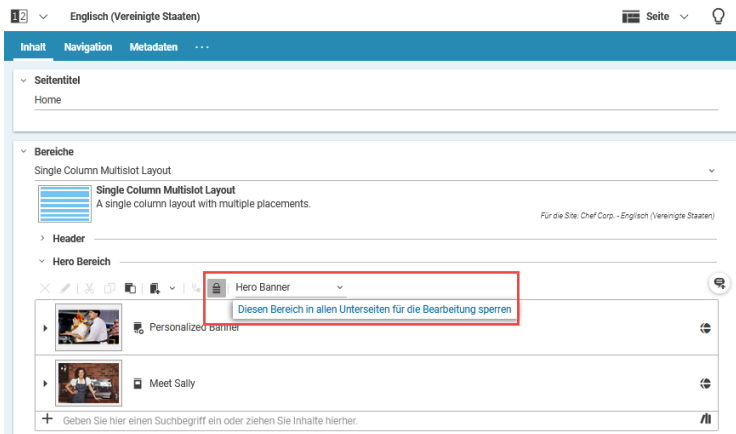 Englisch (Vereinigte Staaten)
Seite
Inhalt Navigation Metadaten ···
Seitentitel
Home
Bereiche
Single Column Multislot Layout
Single Column Multislot Layout
A single column layout with multiple placements.
Für die Site: Chef Corp. - Englisch (Vereinigte Staaten)
Header
Hero Bereich
Hero Banner
Diesen Bereich in allen Unterseiten für die Bearbeitung sperren
Personalized Banner
Meet Sally
Geben Sie hier einen Suchbegriff ein oder ziehen Sie Inhalte hierher.